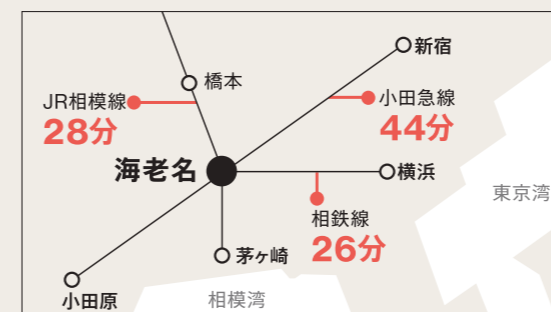 新宿
橋本
JR相模線
28分
小田急線
44分
海老名
横浜
東京湾
相鉄線
26分
茅ヶ崎
小田原
相模湾